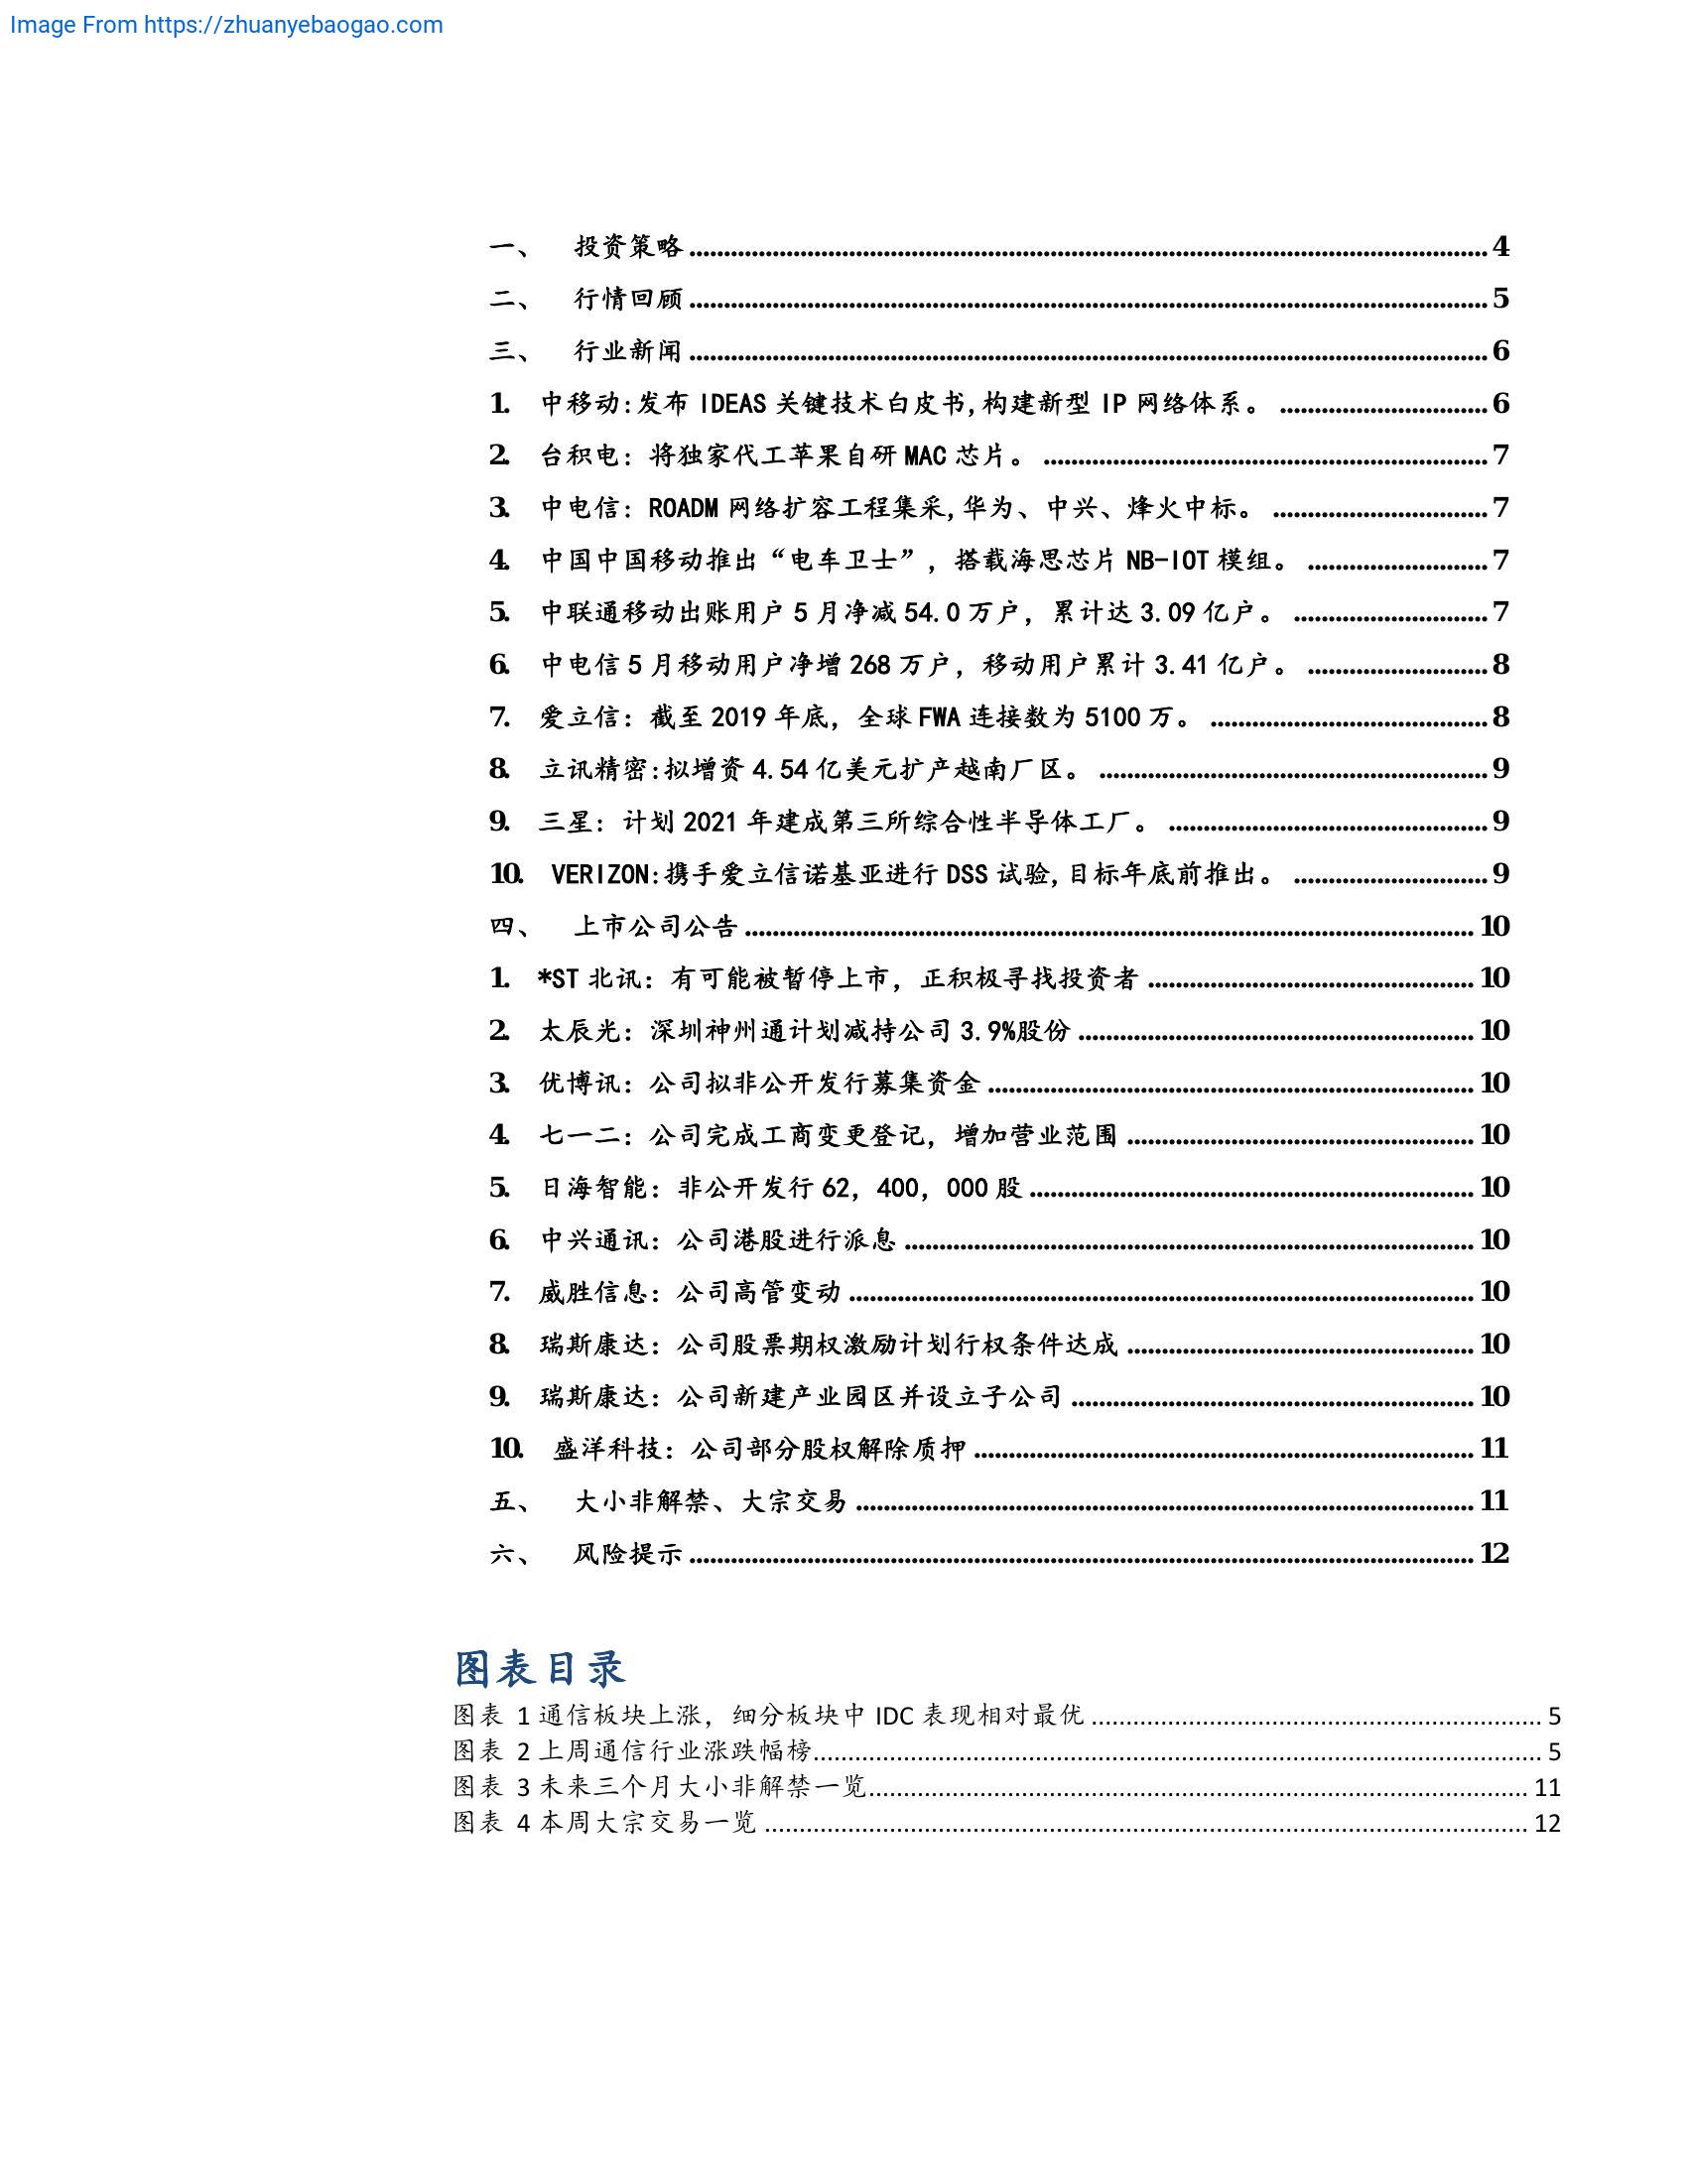 Image From https://zhuanyebaogao.com
一、 投资策略 4
二、 行情回顾 5
三、 行业新闻 6
1. 中移动:发布 IDEAS 关键技术白皮书,构建新型 IP 网络体系。 6
2. 台积电：将独家代工苹果自研 MAC 芯片。 7
3. 中电信：ROADM 网络扩容工程集采,华为、中兴、烽火中标。 7
4. 中国中国移动推出“电车卫士”，搭载海思芯片 NB-IOT 模组。 7
5. 中联通移动出账用户 5 月净减 54.0 万户，累计达 3.09 亿户。 7
6. 中电信 5 月移动用户净增 268 万户，移动用户累计 3.41 亿户。 8
7. 爱立信：截至 2019 年底，全球 FWA 连接数为 5100 万。 8
8. 立讯精密:拟增资 4.54 亿美元扩产越南厂区。 9
9. 三星：计划 2021 年建成第三所综合性半导体工厂。 9
10. VERIZON:携手爱立信诺基亚进行 DSS 试验,目标年底前推出。 9
四、 上市公司公告 10
1. *ST 北讯：有可能被暂停上市，正积极寻找投资者 10
2. 太辰光：深圳神州通计划减持公司 3.9%股份 10
3. 优博讯：公司拟非公开发行募集资金 10
4. 七一二：公司完成工商变更登记，增加营业范围 10
5. 日海智能：非公开发行 62，400，000 股 10
6. 中兴通讯：公司港股进行派息 10
7. 威胜信息：公司高管变动 10
8. 瑞斯康达：公司股票期权激励计划行权条件达成 10
9. 瑞斯康达：公司新建产业园区并设立子公司 10
10. 盛洋科技：公司部分股权解除质押 11
五、 大小非解禁、大宗交易 11
六、 风险提示 12
图表目录
图表 1 通信板块上涨，细分板块中 IDC 表现相对最优 5
图表 2 上周通信行业涨跌幅榜 5
图表 3 未来三个月大小非解禁一览 11
图表 4 本周大宗交易一览 12